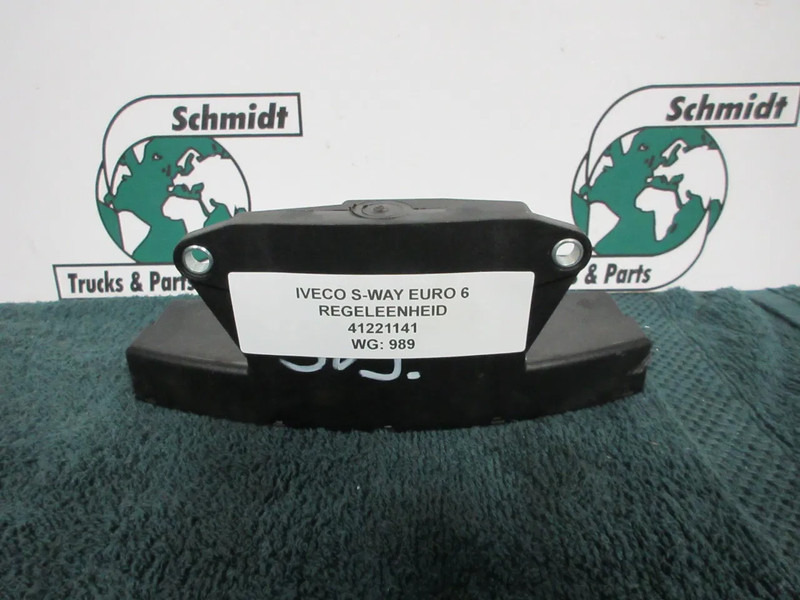 Schmidt
Trucks & Parts
Schmidt
& Parts
IVECO S-WAY EURO 6
REGELEENHEID
41221141
WG: 989